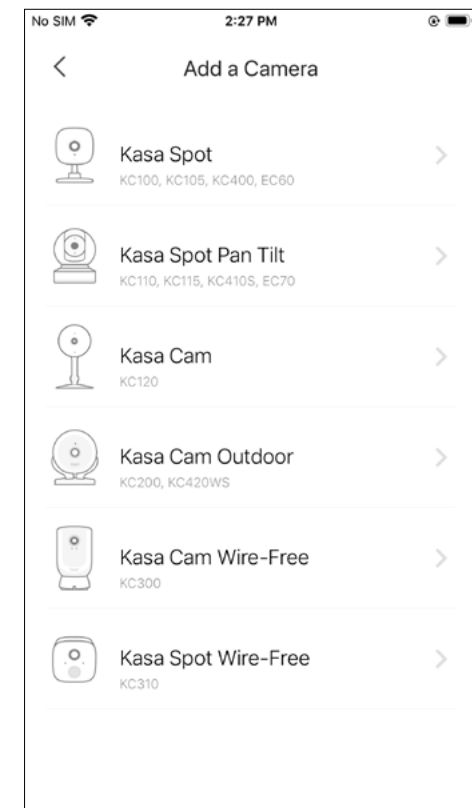 No SIM 2:27 PM
Add a Camera
Kasa Spot
KC100, KC105, KC400, EC60
Kasa Spot Pan Tilt
KC110, KC115, KC410S, EC70
Kasa Cam
KC120
Kasa Cam Outdoor
KC200, KC420WS
Kasa Cam Wire-Free
KC300
Kasa Spot Wire-Free
KC310